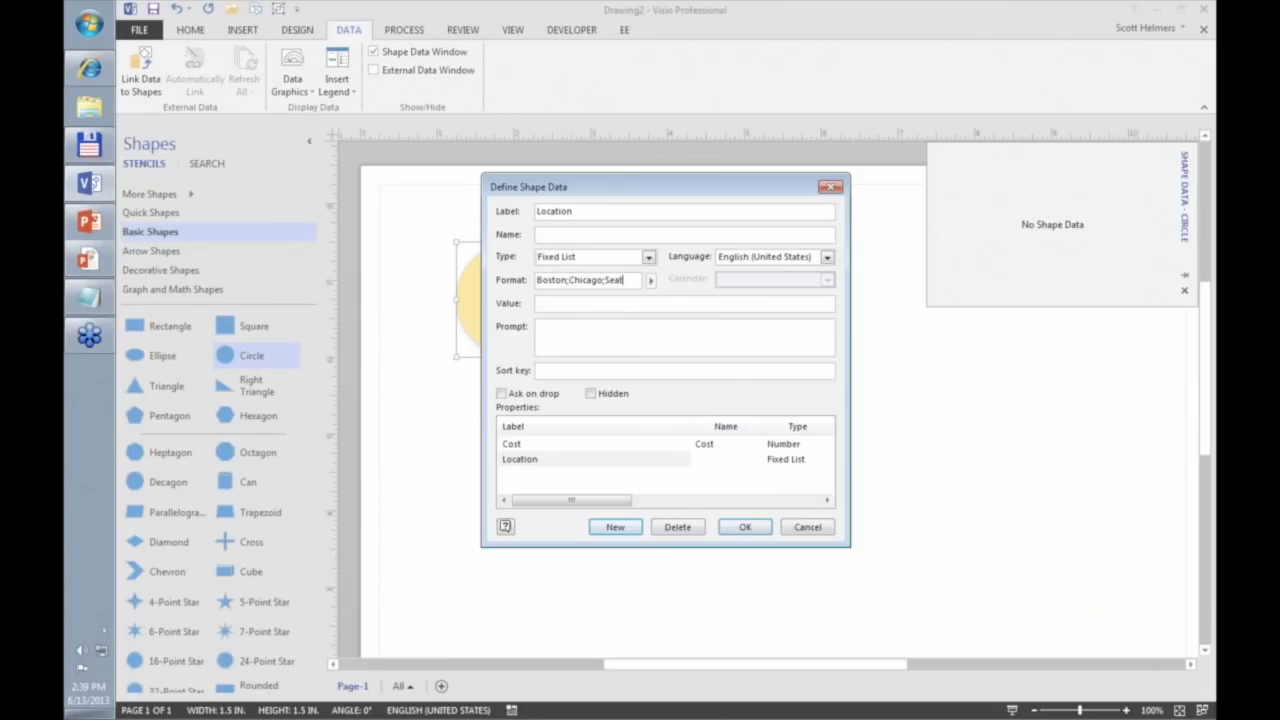 Drawing2 - Visio Professional
FILE HOME INSERT DESIGN DATA PROCESS REVIEW VIEW DEVELOPER EE
Scott Helmers
Link Data to Shapes
Automatically Link
Refresh All
Data Graphics
Insert Legend
Shape Data Window
External Data Window
External Data
Display Data
Show/Hide
Shapes
STENCILS SEARCH
More Shapes
Quick Shapes
Basic Shapes
Arrow Shapes
Decorative Shapes
Graph and Math Shapes
Rectangle Square
Ellipse Circle
Triangle Right Triangle
Pentagon Hexagon
Heptagon Octagon
Decagon Can
Parallelogra... Trapezoid
Diamond Cross
Chevron Cube
4-Point Star 5-Point Star
6-Point Star 7-Point Star
16-Point Star 24-Point Star
32-Point Star Rounded
Define Shape Data
Label: Location
Name:
Type: Fixed List Language: English (United States)
Format: Boston;Chicago;Seat Calendar:
Value:
Prompt:
Sort key:
Ask on drop Hidden
Properties:
Label Name Type
Cost Cost Number
Location Fixed List
New Delete OK Cancel
No Shape Data
SHAPE DATA - CIRCLE
Page-1 All
2:39 PM
6/13/2013
PAGE 1 OF 1 WIDTH: 1.5 IN. HEIGHT: 1.5 IN. ANGLE: 0° ENGLISH (UNITED STATES) 100%